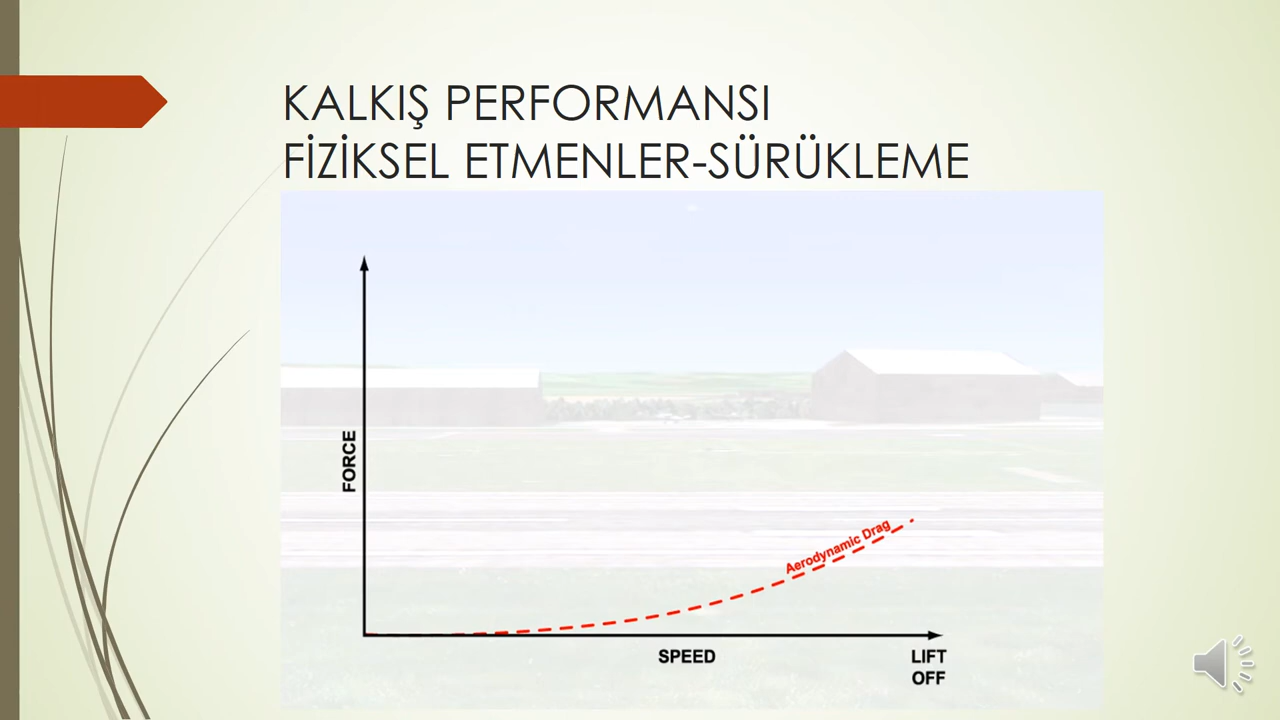 KALKIŞ PERFORMANSI
FİZİKSEL ETMENLER-SÜRÜKLEME
FORCE
Aerodynamic Drag
SPEED
LIFT
OFF